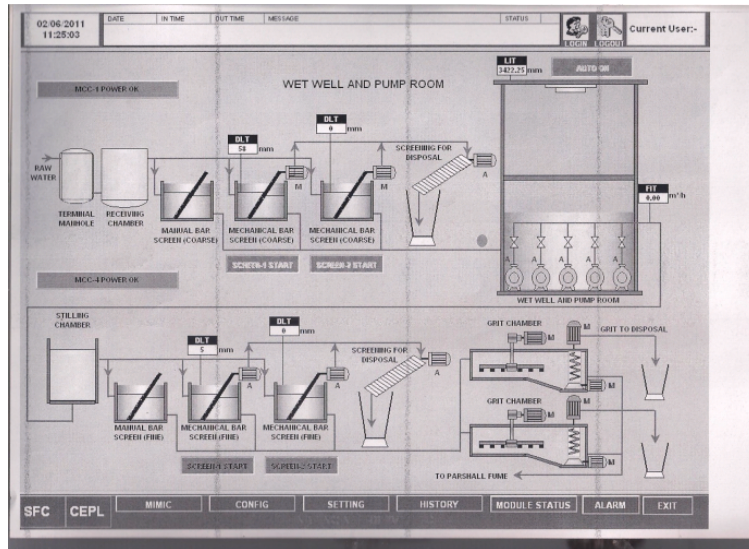 02/06/2011
11:25:03
DATE IN TIME OUT TIME MESSAGE STATUS
LOGIN LOGOU
Current User:-
LIT
3422.25 mm
AUTO ON
MCC-1 POWER OK
WET WELL AND PUMP ROOM
DLT
58 mm
DLT
0 mm
SCREENING FOR
DISPOSAL
RAW
WATER
M
M
A
FIT
0.00 m³/h
TERMINAL
MANHOLE
RECEIVING
CHAMBER
MANUAL BAR
SCREEN (COARSE)
MECHANICAL BAR
SCREEN (COARSE)
MECHANICAL BAR
SCREEN (COARSE)
A A A A A
SCREEN-1 START
SCREEN-2 START
MCC-4 POWER OK
WET WELL AND PUMP ROOM
STILLING
CHAMBER
DLT
5 mm
DLT
0 mm
SCREENING FOR
DISPOSAL
GRIT CHAMBER
M
M
GRIT TO DISPOSAL
A
A
A
M
MANUAL BAR
SCREEN (FINE)
MECHANICAL BAR
SCREEN (FINE)
MECHANICAL BAR
SCREEN (FINE)
GRIT CHAMBER
M
M
M
SCREEN-1 START
SCREEN-2 START
TO PARSHALL FUME
SFC CEPL MIMIC CONFIG SETTING HISTORY MODULE STATUS ALARM EXIT